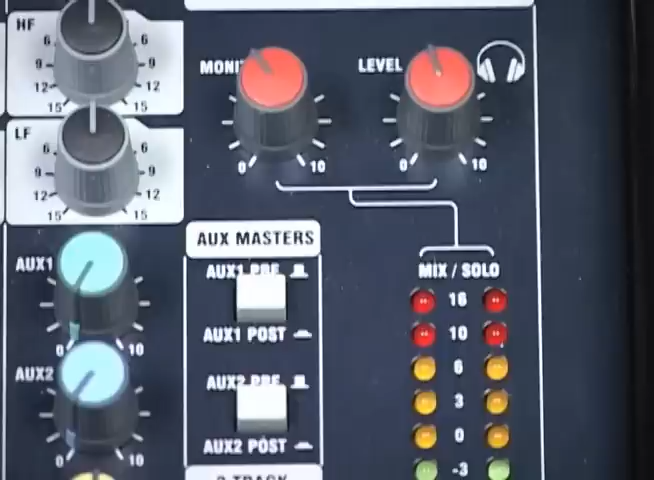 HF
6 6
9 9
12 12
15 15
LF
6 6
9 9
12 12
15 15
LEVEL
0 10
0 10
AUX1
0 10
AUX2
0 10
AUX MASTERS
AUX1 PRE
AUX1 POST
AUX2 PRE
AUX2 POST
MIX / SOLO
16
10
6
3
0
-3